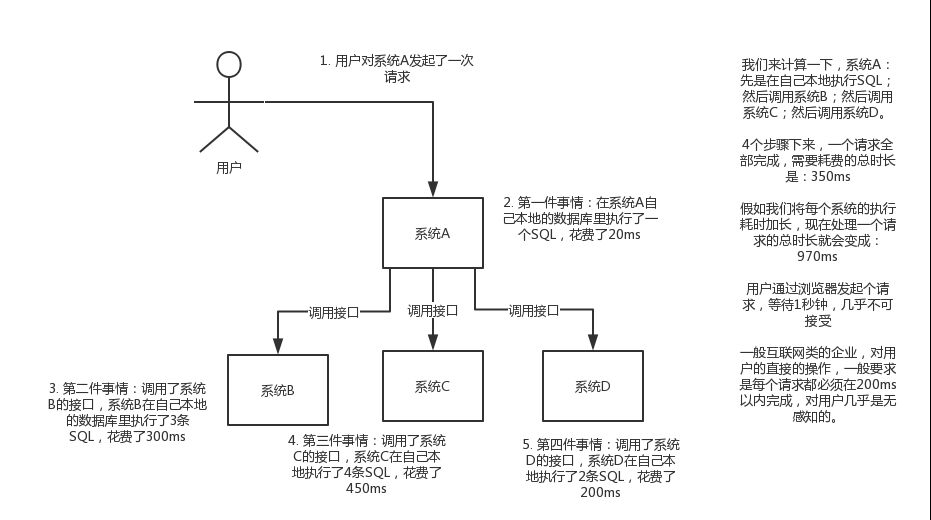 1. 用户对系统A发起了一次
请求
用户
系统A
2. 第一件事情：在系统A自
己本地的数据库里执行了一
个SQL，花费了20ms
调用接口
调用接口
调用接口
系统B
系统C
系统D
3. 第二件事情：调用了系统
B的接口，系统B在自己本地
的数据库里执行了3条
SQL，花费了300ms
4. 第三件事情：调用了系统
C的接口，系统C在自己本
地执行了4条SQL，花费了
450ms
5. 第四件事情：调用了系统
D的接口，系统D在自己本
地执行了2条SQL，花费了
200ms
我们来计算一下，系统A：
先是在自己本地执行SQL；
然后调用系统B；然后调用
系统C；然后调用系统D。
4个步骤下来，一个请求全
部完成，需要耗费的总时长
是：350ms
假如我们将每个系统的执行
耗时加长，现在处理一个请
求的总时长就会变成：
970ms
用户通过浏览器发起个请
求，等待1秒钟，几乎不可
接受
一般互联网类的企业，对用
户的直接的操作，一般要求
是每个请求都必须在200ms
以内完成，对用户几乎是无
感知的。